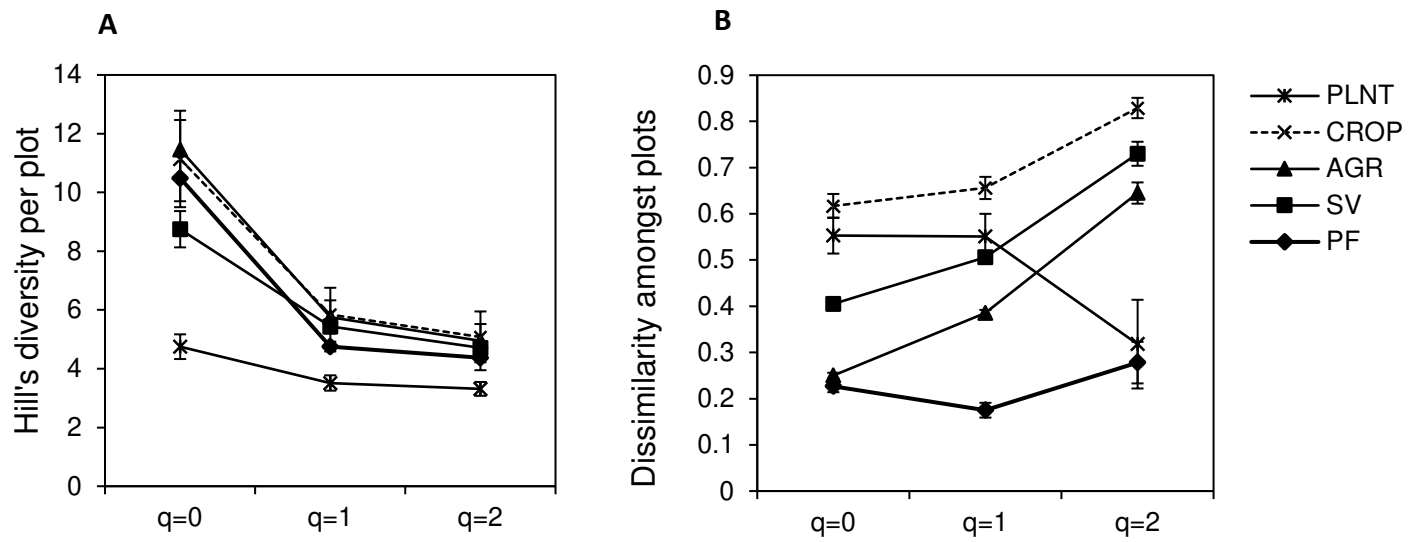 A
Hill's diversity per plot
14
12
10
8
6
4
2
0
q=0 q=1 q=2
B
Dissimilarity amongst plots
0.9
0.8
0.7
0.6
0.5
0.4
0.3
0.2
0.1
0
q=0 q=1 q=2
PLNT
CROP
AGR
SV
PF